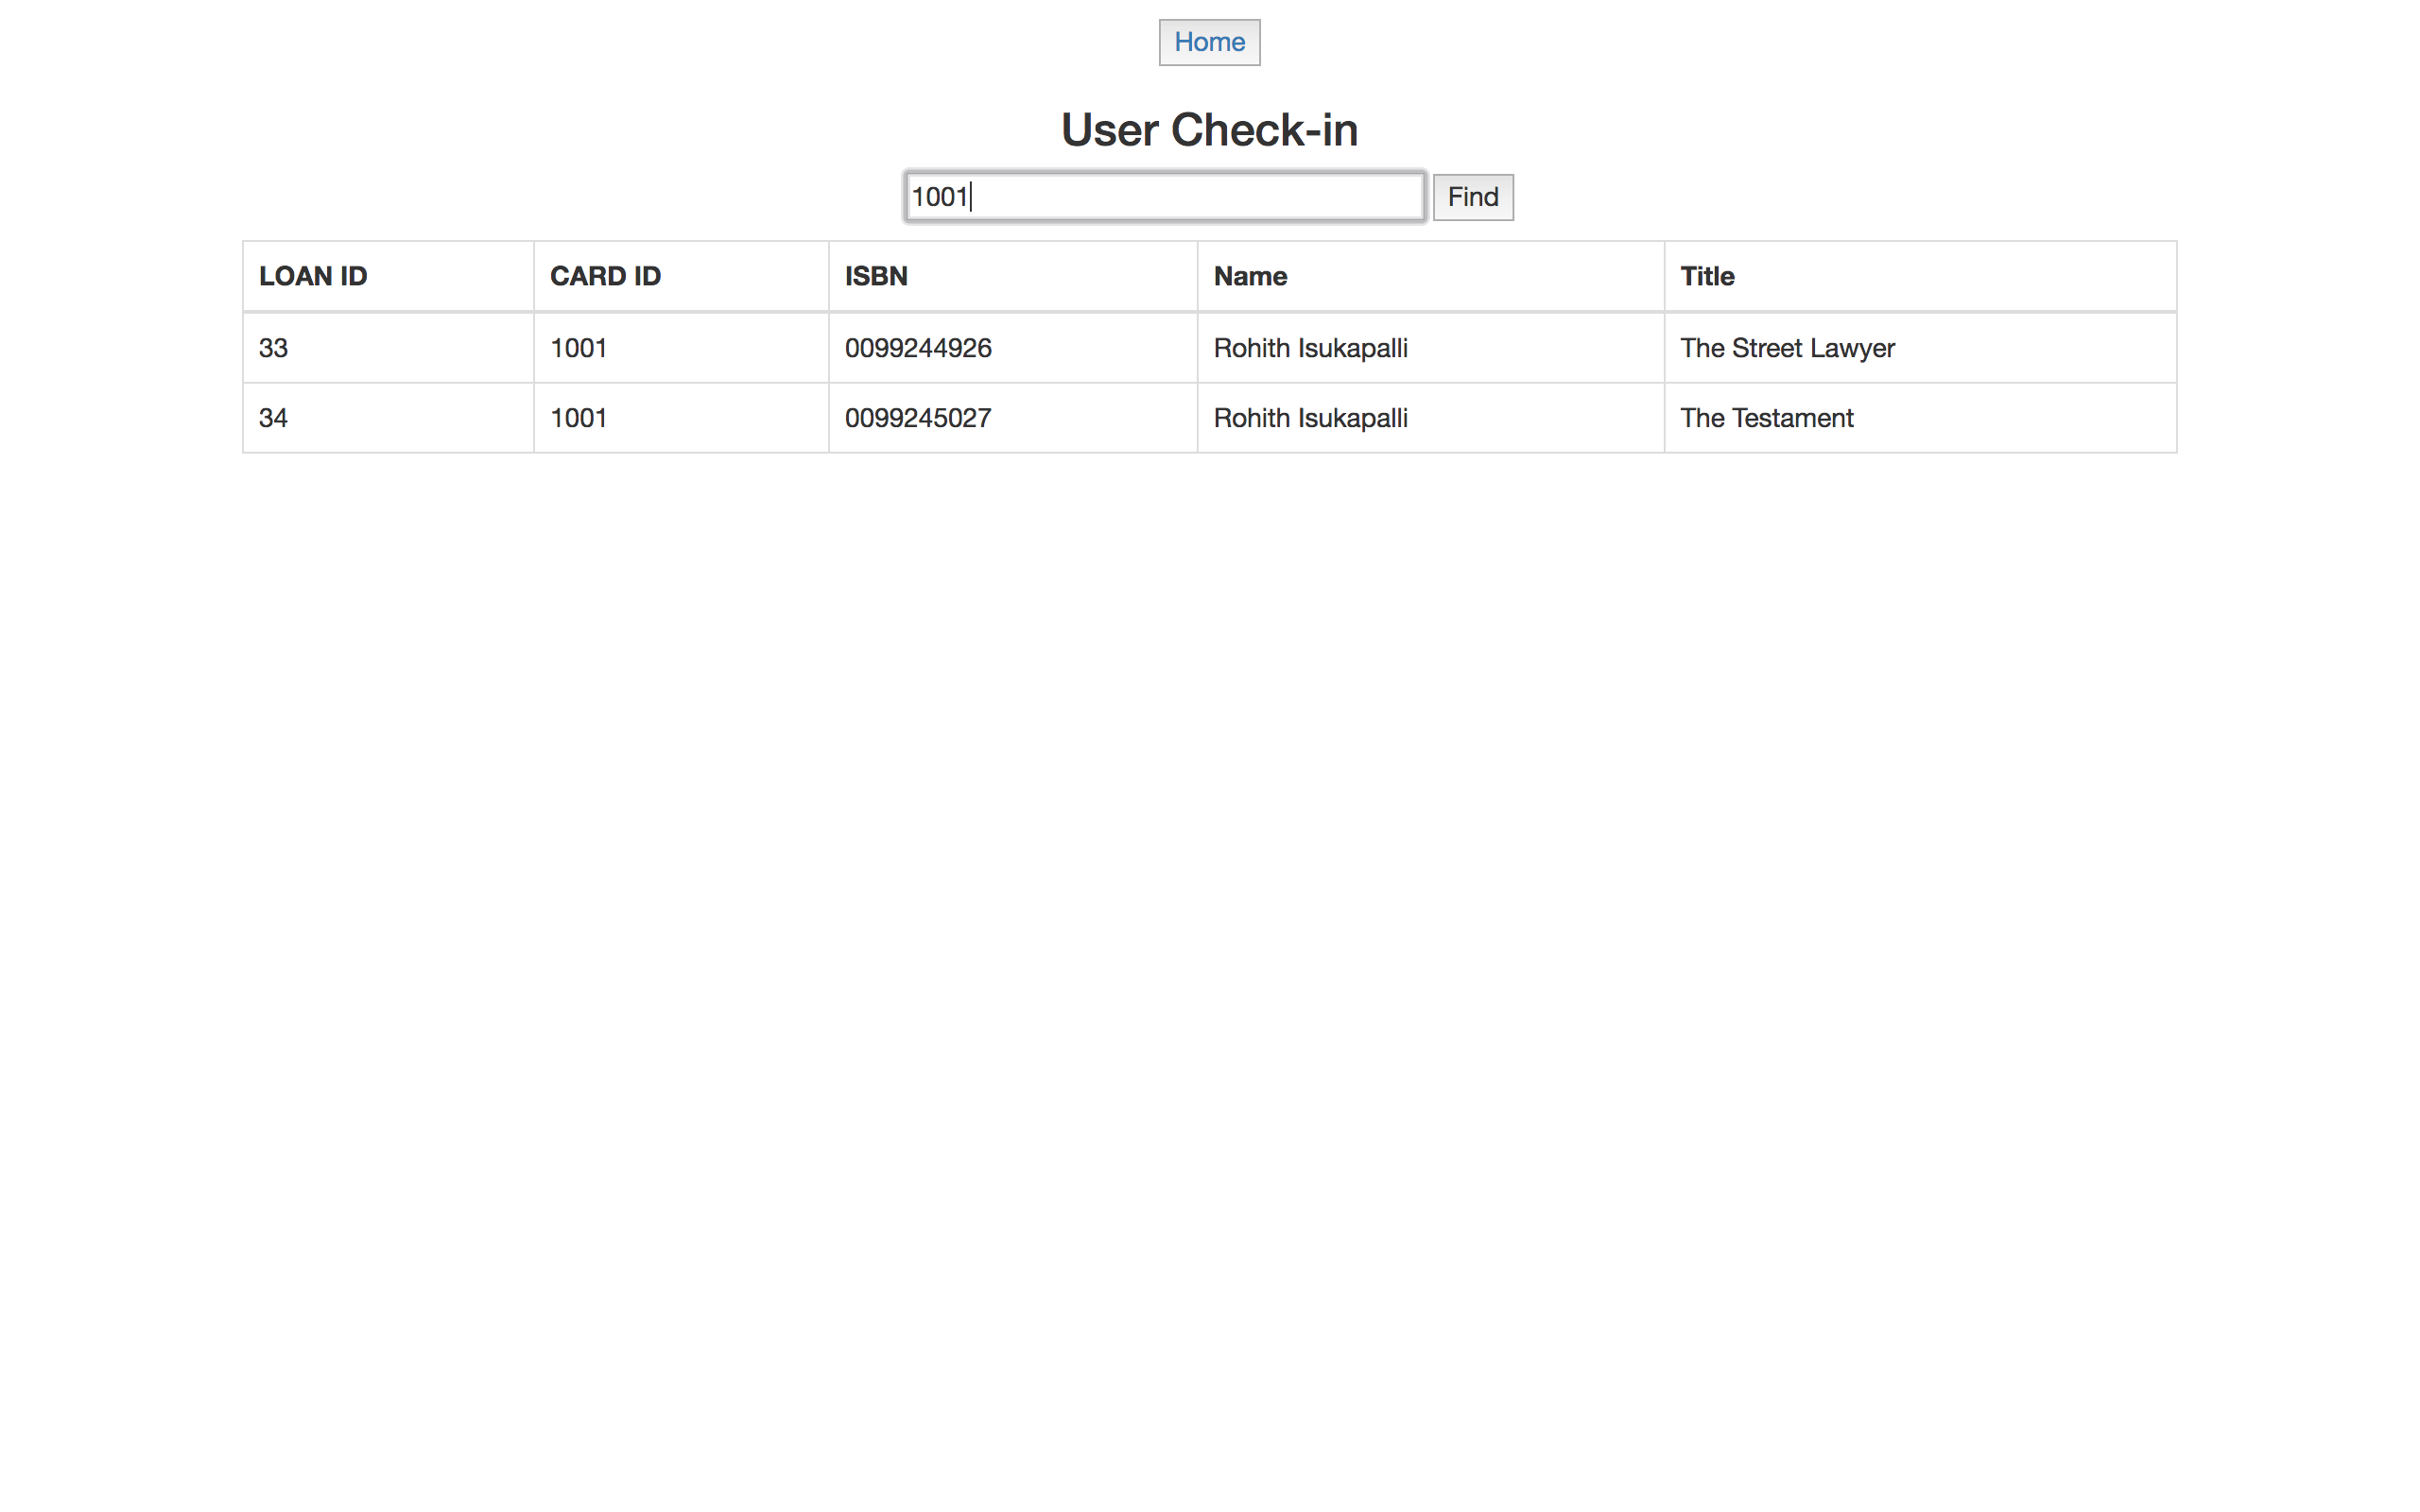 Home
User Check-in
1001 Find
LOAN ID CARD ID ISBN Name Title
33 1001 0099244926 Rohith Isukapalli The Street Lawyer
34 1001 0099245027 Rohith Isukapalli The Testament